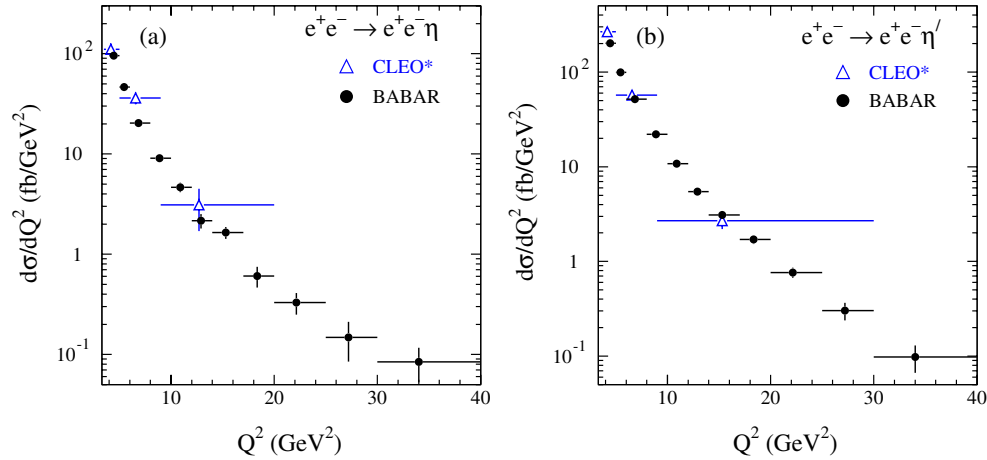 (a)
e⁺e⁻ → e⁺e⁻η
CLEO*
BABAR
dσ/dQ² (fb/GeV²)
10²
10
1
10⁻¹
10 20 30 40
Q² (GeV²)
(b)
e⁺e⁻ → e⁺e⁻η′
CLEO*
BABAR
dσ/dQ² (fb/GeV²)
10²
10
1
10⁻¹
10 20 30 40
Q² (GeV²)